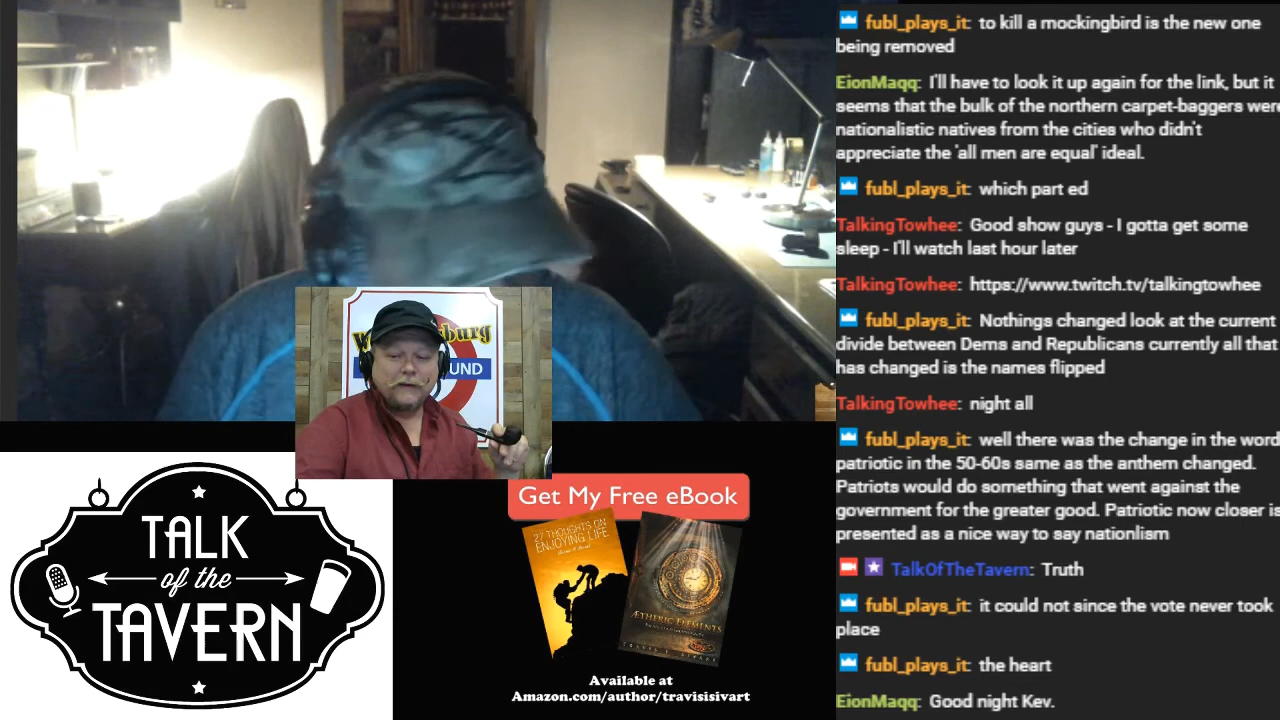 burg
UND
TALK
of the
TAVERN
Get My Free eBook
27 THOUGHTS ON
ENJOYING LIFE
ÆTHERIC ELEMENTS
Available at
Amazon.com/author/travisisivart
fubl_plays_it: to kill a mockingbird is the new one
being removed
EionMaqq: I'll have to look it up again for the link, but it
seems that the bulk of the northern carpet-baggers were
nationalistic natives from the cities who didn't
appreciate the 'all men are equal' ideal.
fubl_plays_it: which part ed
TalkingTowhee: Good show guys - I gotta get some
sleep - I'll watch last hour later
TalkingTowhee: https://www.twitch.tv/talkingtowhee
fubl_plays_it: Nothings changed look at the current
divide between Dems and Republicans currently all that
has changed is the names flipped
TalkingTowhee: night all
fubl_plays_it: well there was the change in the word
patriotic in the 50-60s same as the anthem changed.
Patriots would do something that went against the
government for the greater good. Patriotic now closer is
presented as a nice way to say nationlism
TalkOfTheTavern: Truth
fubl_plays_it: it could not since the vote never took
place
fubl_plays_it: the heart
EionMaqq: Good night Kev.